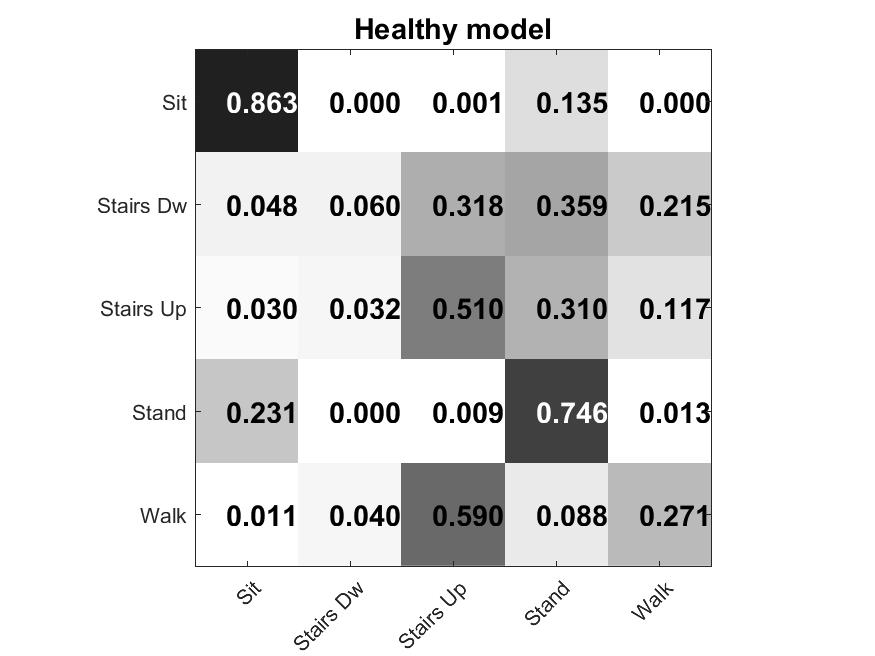 Healthy model
Sit 0.863 0.000 0.001 0.135 0.000
Stairs Dw 0.048 0.060 0.318 0.359 0.215
Stairs Up 0.030 0.032 0.510 0.310 0.117
Stand 0.231 0.000 0.009 0.746 0.013
Walk 0.011 0.040 0.590 0.088 0.271
Sit Stairs Dw Stairs Up Stand Walk